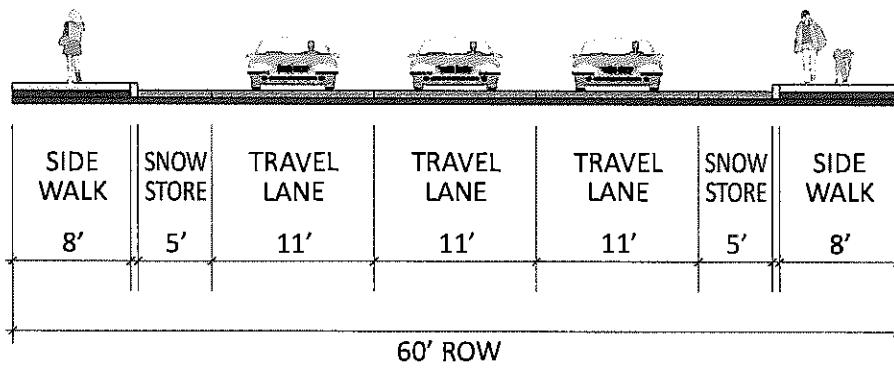 SIDE WALK 8'
SNOW STORE 5'
TRAVEL LANE 11'
TRAVEL LANE 11'
TRAVEL LANE 11'
SNOW STORE 5'
SIDE WALK 8'
60' ROW